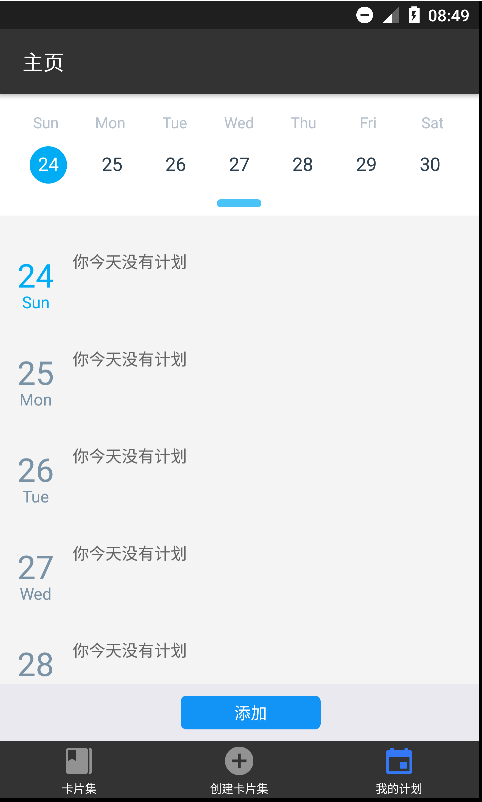 08:49
主页
Sun Mon Tue Wed Thu Fri Sat
24 25 26 27 28 29 30
24 你今天没有计划
Sun
25 你今天没有计划
Mon
26 你今天没有计划
Tue
27 你今天没有计划
Wed
28 你今天没有计划
添加
卡片集 创建卡片集 我的计划